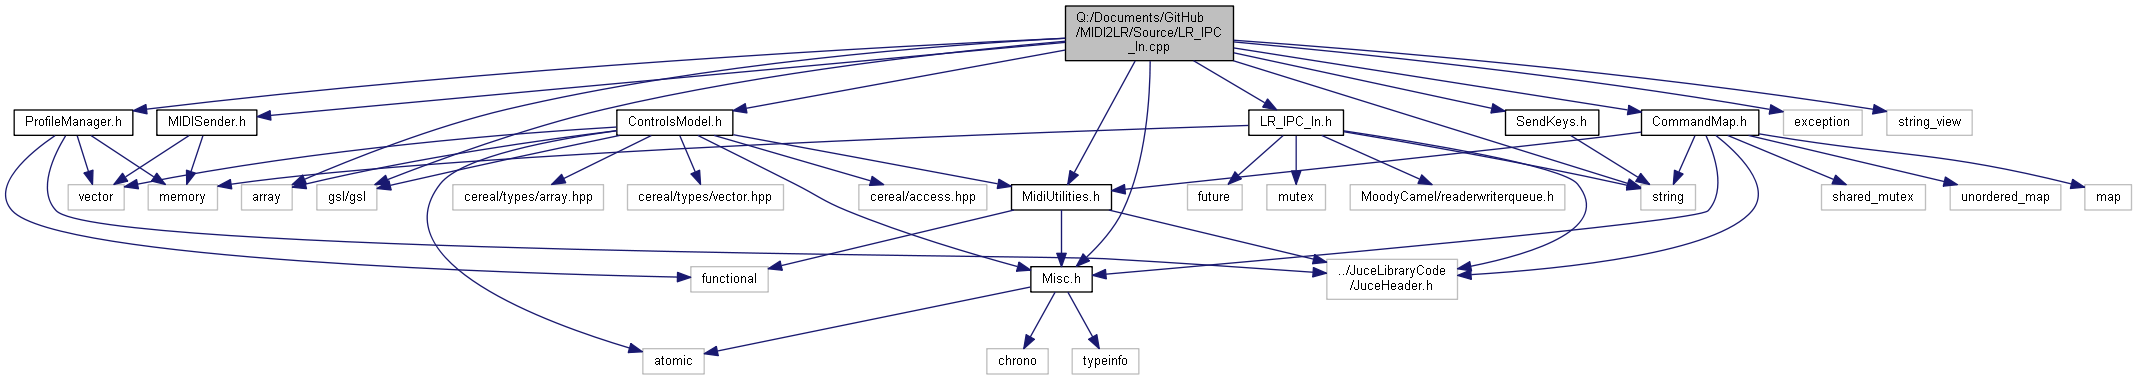 Q:/Documents/GitHub
/MIDI2LR/Source/LR_IPC
_In.cpp
ProfileManager.h
MIDISender.h
ControlsModel.h
LR_IPC_In.h
SendKeys.h
CommandMap.h
exception
string_view
vector
memory
array
gsl/gsl
cereal/types/array.hpp
cereal/types/vector.hpp
cereal/access.hpp
MidiUtilities.h
future
mutex
MoodyCamel/readerwriterqueue.h
string
shared_mutex
unordered_map
map
functional
Misc.h
../JuceLibraryCode
/JuceHeader.h
atomic
chrono
typeinfo